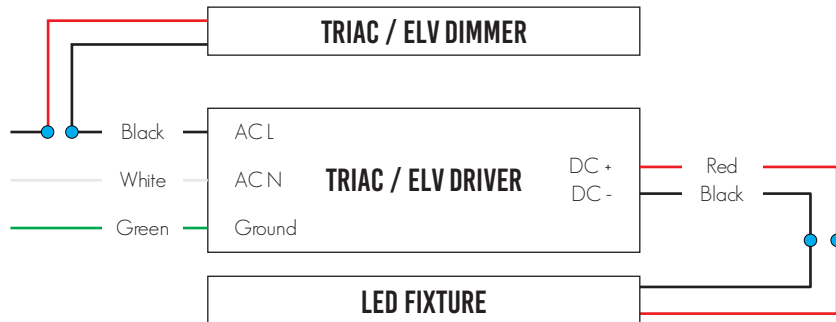 TRIAC / ELV DIMMER
Black AC L
White AC N
Green Ground
TRIAC / ELV DRIVER
DC + Red
DC - Black
LED FIXTURE